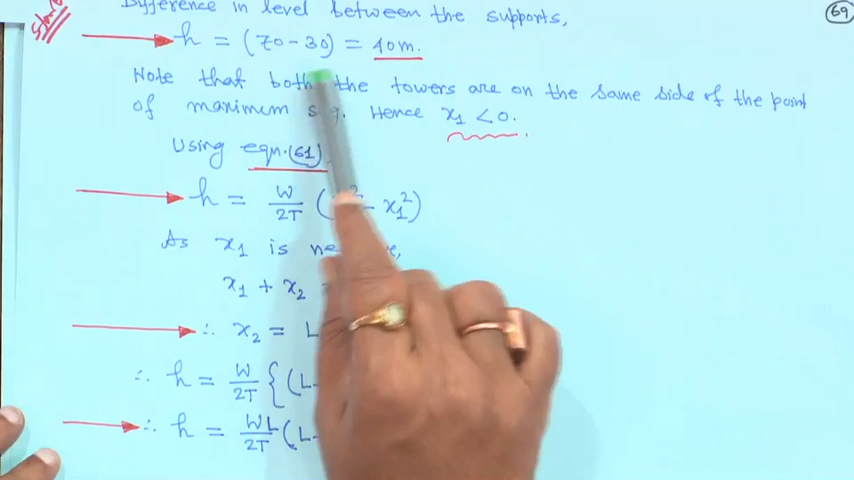 69
Soln.
Difference in level between the supports,
h = (70-30) = 40m.
Note that both the towers are on the same side of the point
of maximum Hence x₁ < 0.
Using eqn.(61)
h = W/2T ( - x₁²)
As x₁ is
x₁ + x₂
∴ x₂ = L
∴ h = W/2T {(L-
∴ h = WL/2T (L-